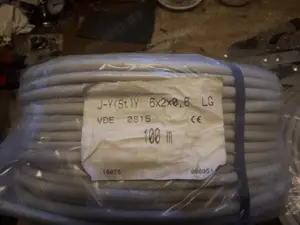 J-Y(St)Y 6x2x0,6 LG
VDE 0815 CE
100 m